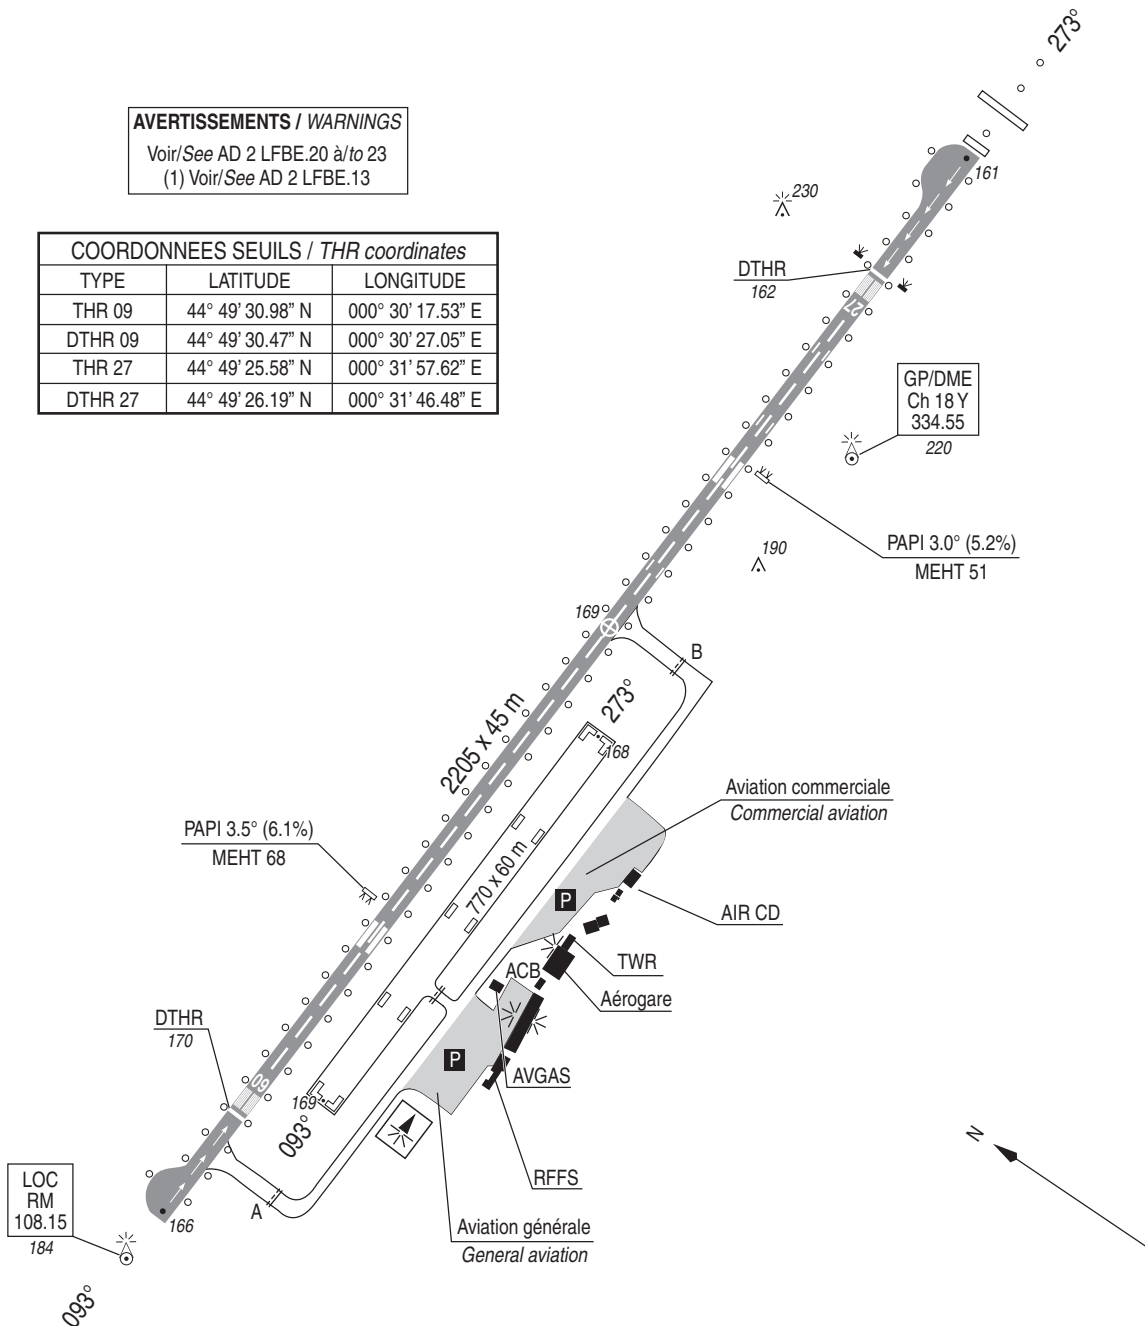 273°
AVERTISSEMENTS / WARNINGS
Voir/See AD 2 LFBE.20 à/to 23
(1) Voir/See AD 2 LFBE.13
161
230
COORDONNEES SEUILS / THR coordinates
TYPE LATITUDE LONGITUDE
THR 09 44° 49' 30.98” N 000° 30' 17.53” E
DTHR 09 44° 49' 30.47” N 000° 30' 27.05” E
THR 27 44° 49' 25.58” N 000° 31' 57.62” E
DTHR 27 44° 49' 26.19” N 000° 31' 46.48” E
DTHR
162
27
GP/DME
Ch 18 Y
334.55
220
PAPI 3.0° (5.2%)
MEHT 51
190
169
B
273°
168
2205 x 45 m
Aviation commerciale
Commercial aviation
PAPI 3.5° (6.1%)
MEHT 68
770 x 60 m
P
AIR CD
TWR
ACB
Aérogare
DTHR
170
P
AVGAS
09
169
093°
N
RFFS
LOC
RM
108.15
184
A
166
Aviation générale
General aviation
093°